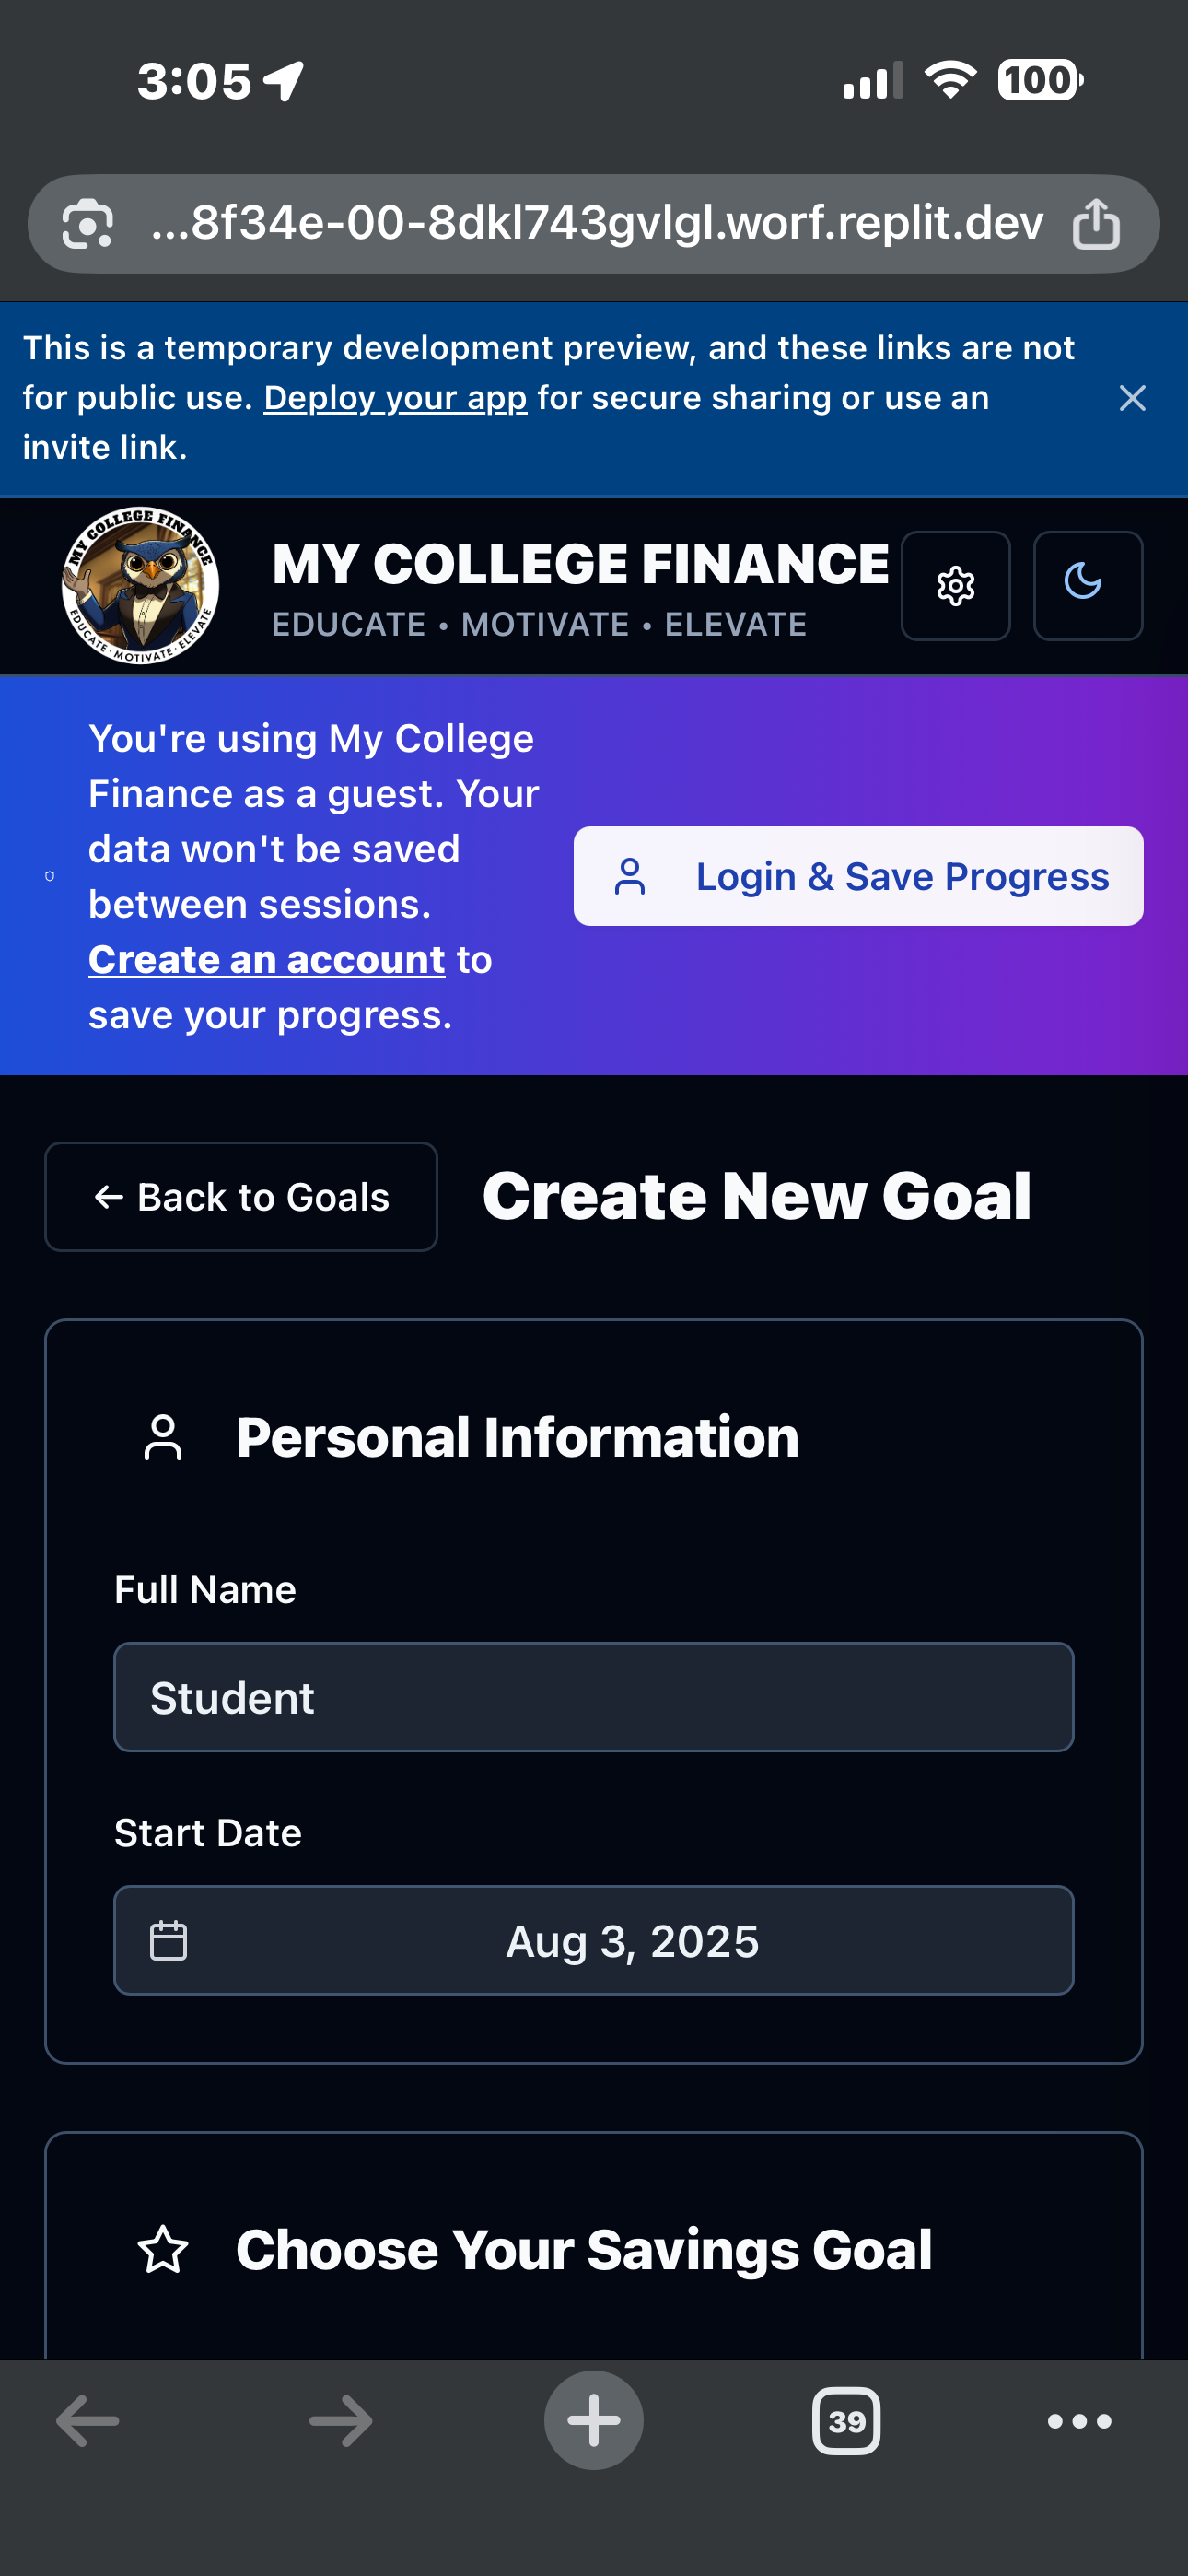 3:05
100
...8f34e-00-8dkl743gvlgl.worf.replit.dev
This is a temporary development preview, and these links are not
for public use. Deploy your app for secure sharing or use an
invite link.
MY COLLEGE FINANCE
EDUCATE · MOTIVATE · ELEVATE
MY COLLEGE FINANCE
EDUCATE • MOTIVATE • ELEVATE
You're using My College
Finance as a guest. Your
data won't be saved
between sessions.
Create an account to
save your progress.
Login & Save Progress
← Back to Goals
Create New Goal
Personal Information
Full Name
Student
Start Date
Aug 3, 2025
Choose Your Savings Goal
39